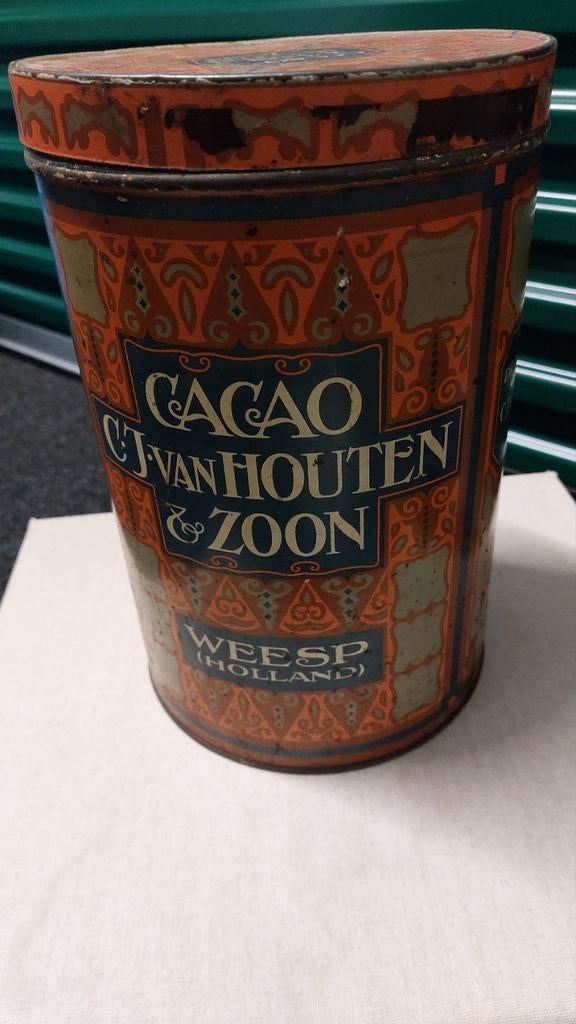 CACAO
C.J. VAN HOUTEN
& ZOON
WEESP
(HOLLAND)